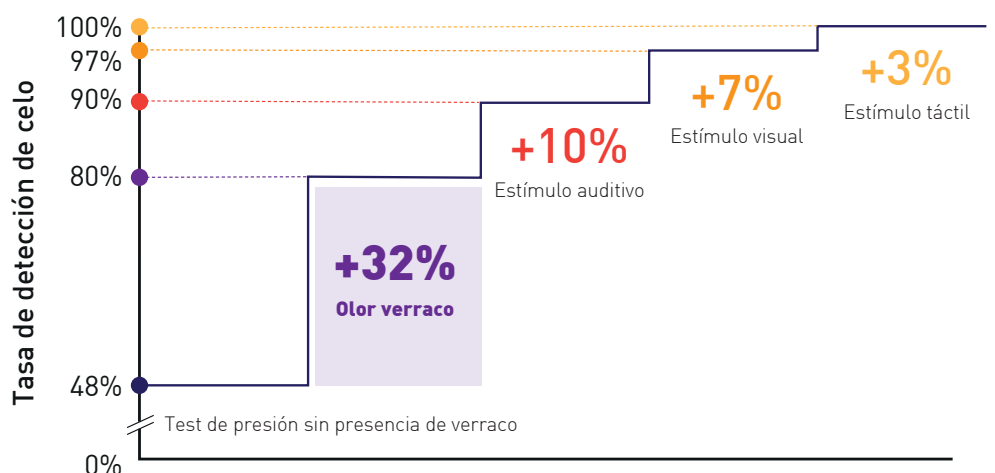 Tasa de detección de celo
100%
97%
90%
80%
48%
0%
+32%
Olor verraco
+10%
Estímulo auditivo
+7%
Estímulo visual
+3%
Estímulo táctil
Test de presión sin presencia de verraco